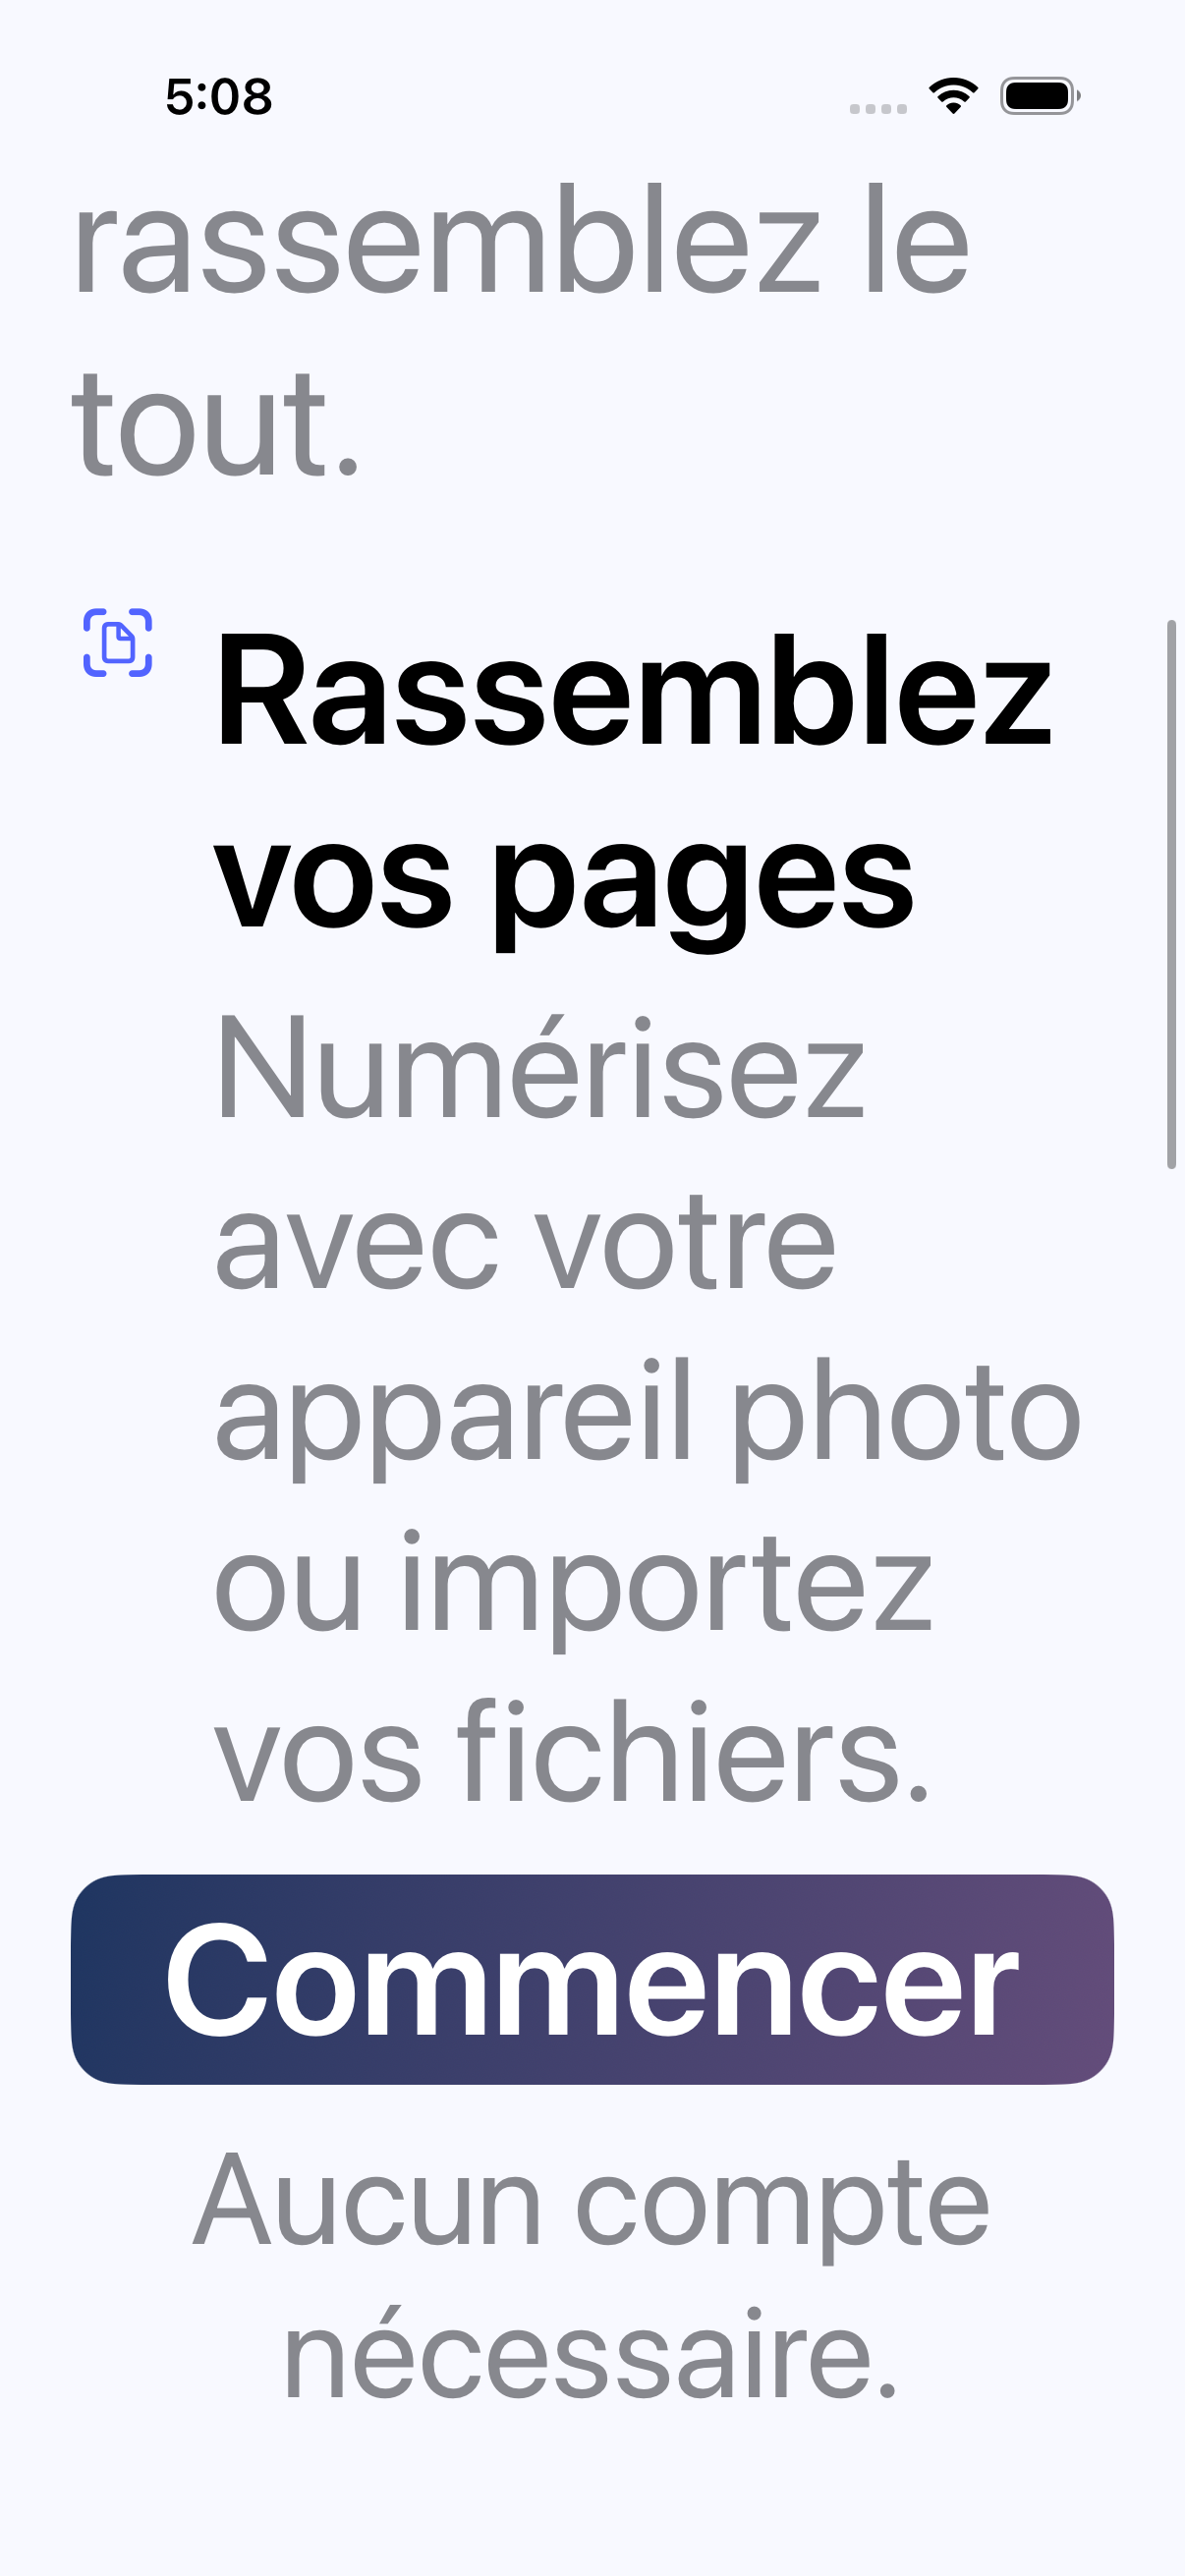 5:08
rassemblez le
tout.
Rassemblez
vos pages
Numérisez
avec votre
appareil photo
ou importez
vos fichiers.
Commencer
Aucun compte
nécessaire.